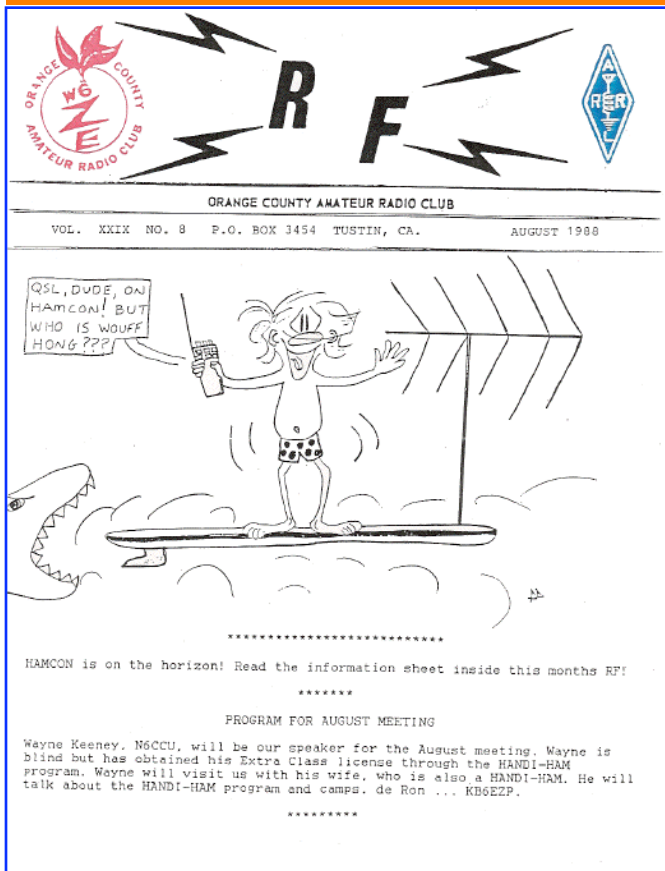 ORANGE COUNTY
W6ZE
AMATEUR RADIO CLUB
R F
A
R R
L
ORANGE COUNTY AMATEUR RADIO CLUB
VOL. XXIX NO. 8 P.O. BOX 3454 TUSTIN, CA. AUGUST 1988
QSL, DUDE, ON
HAMCON! BUT
WHO IS WOUFF
HONG???
***************************
HAMCON is on the horizon! Read the information sheet inside this months RF!
*******
PROGRAM FOR AUGUST MEETING
Wayne Keeney, N6CCU, will be our speaker for the August meeting. Wayne is
blind but has obtained his Extra Class license through the HANDI-HAM
program. Wayne will visit us with his wife, who is also a HANDI-HAM. He will
talk about the HANDI-HAM program and camps. de Ron ... KB6EZP.
*********